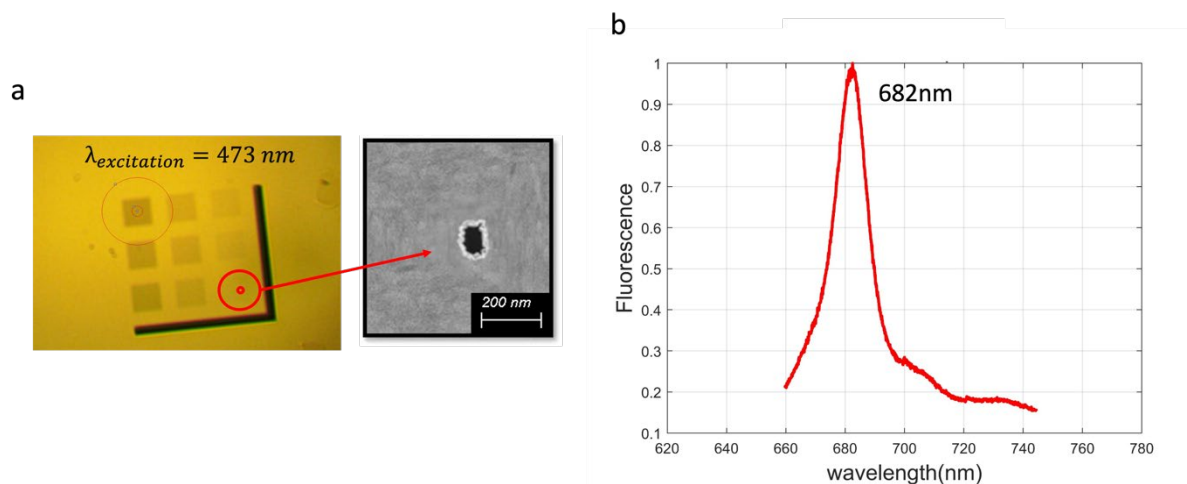 a
λexcitation = 473 nm
200 nm
b
682nm
Fluorescence
1
0.9
0.8
0.7
0.6
0.5
0.4
0.3
0.2
0.1
620 640 660 680 700 720 740 760 780
wavelength(nm)